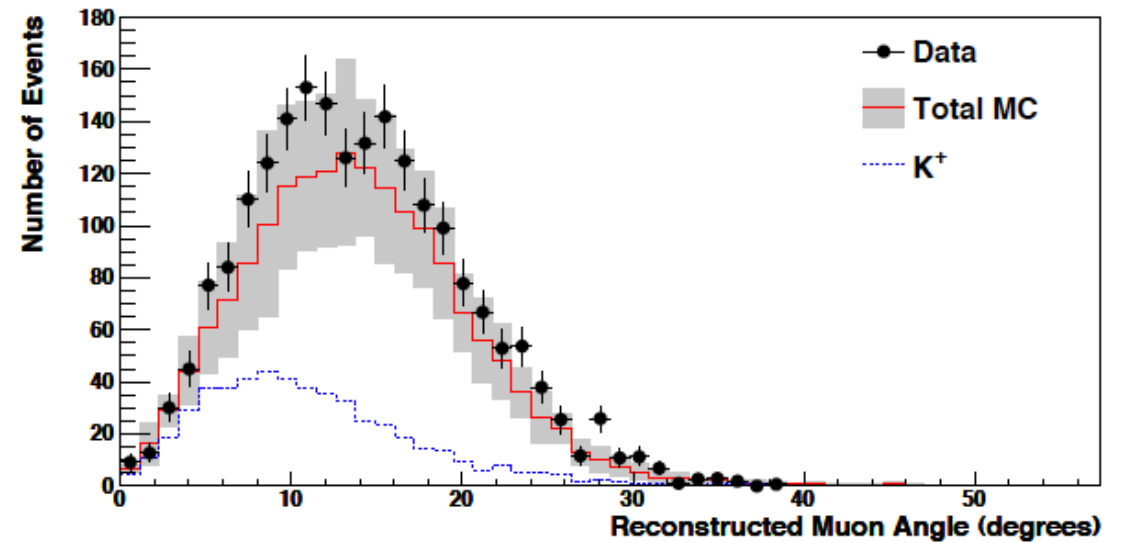 Number of Events
180
160
140
120
100
80
60
40
20
0
0 10 20 30 40 50
Reconstructed Muon Angle (degrees)
Data
Total MC
K+